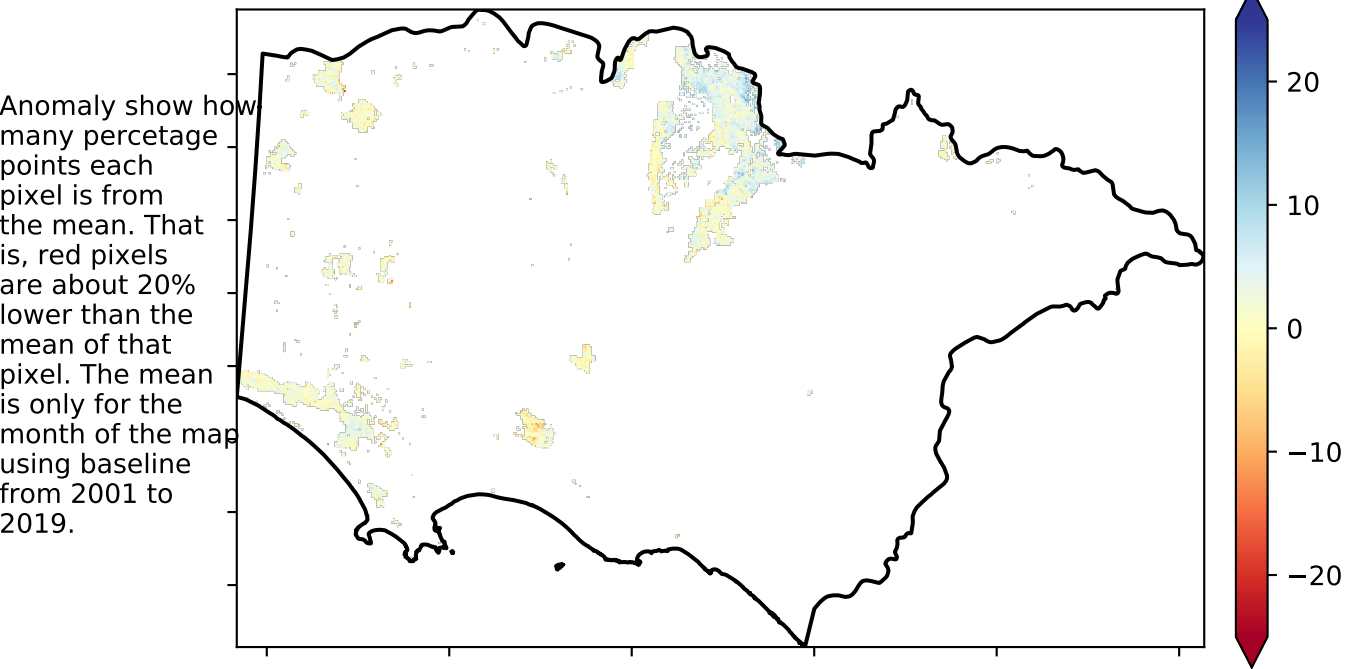 Anomaly show how
many percetage
points each
pixel is from
the mean. That
is, red pixels
are about 20%
lower than the
mean of that
pixel. The mean
is only for the
month of the map
using baseline
from 2001 to
2019.
20
10
0
−10
−20